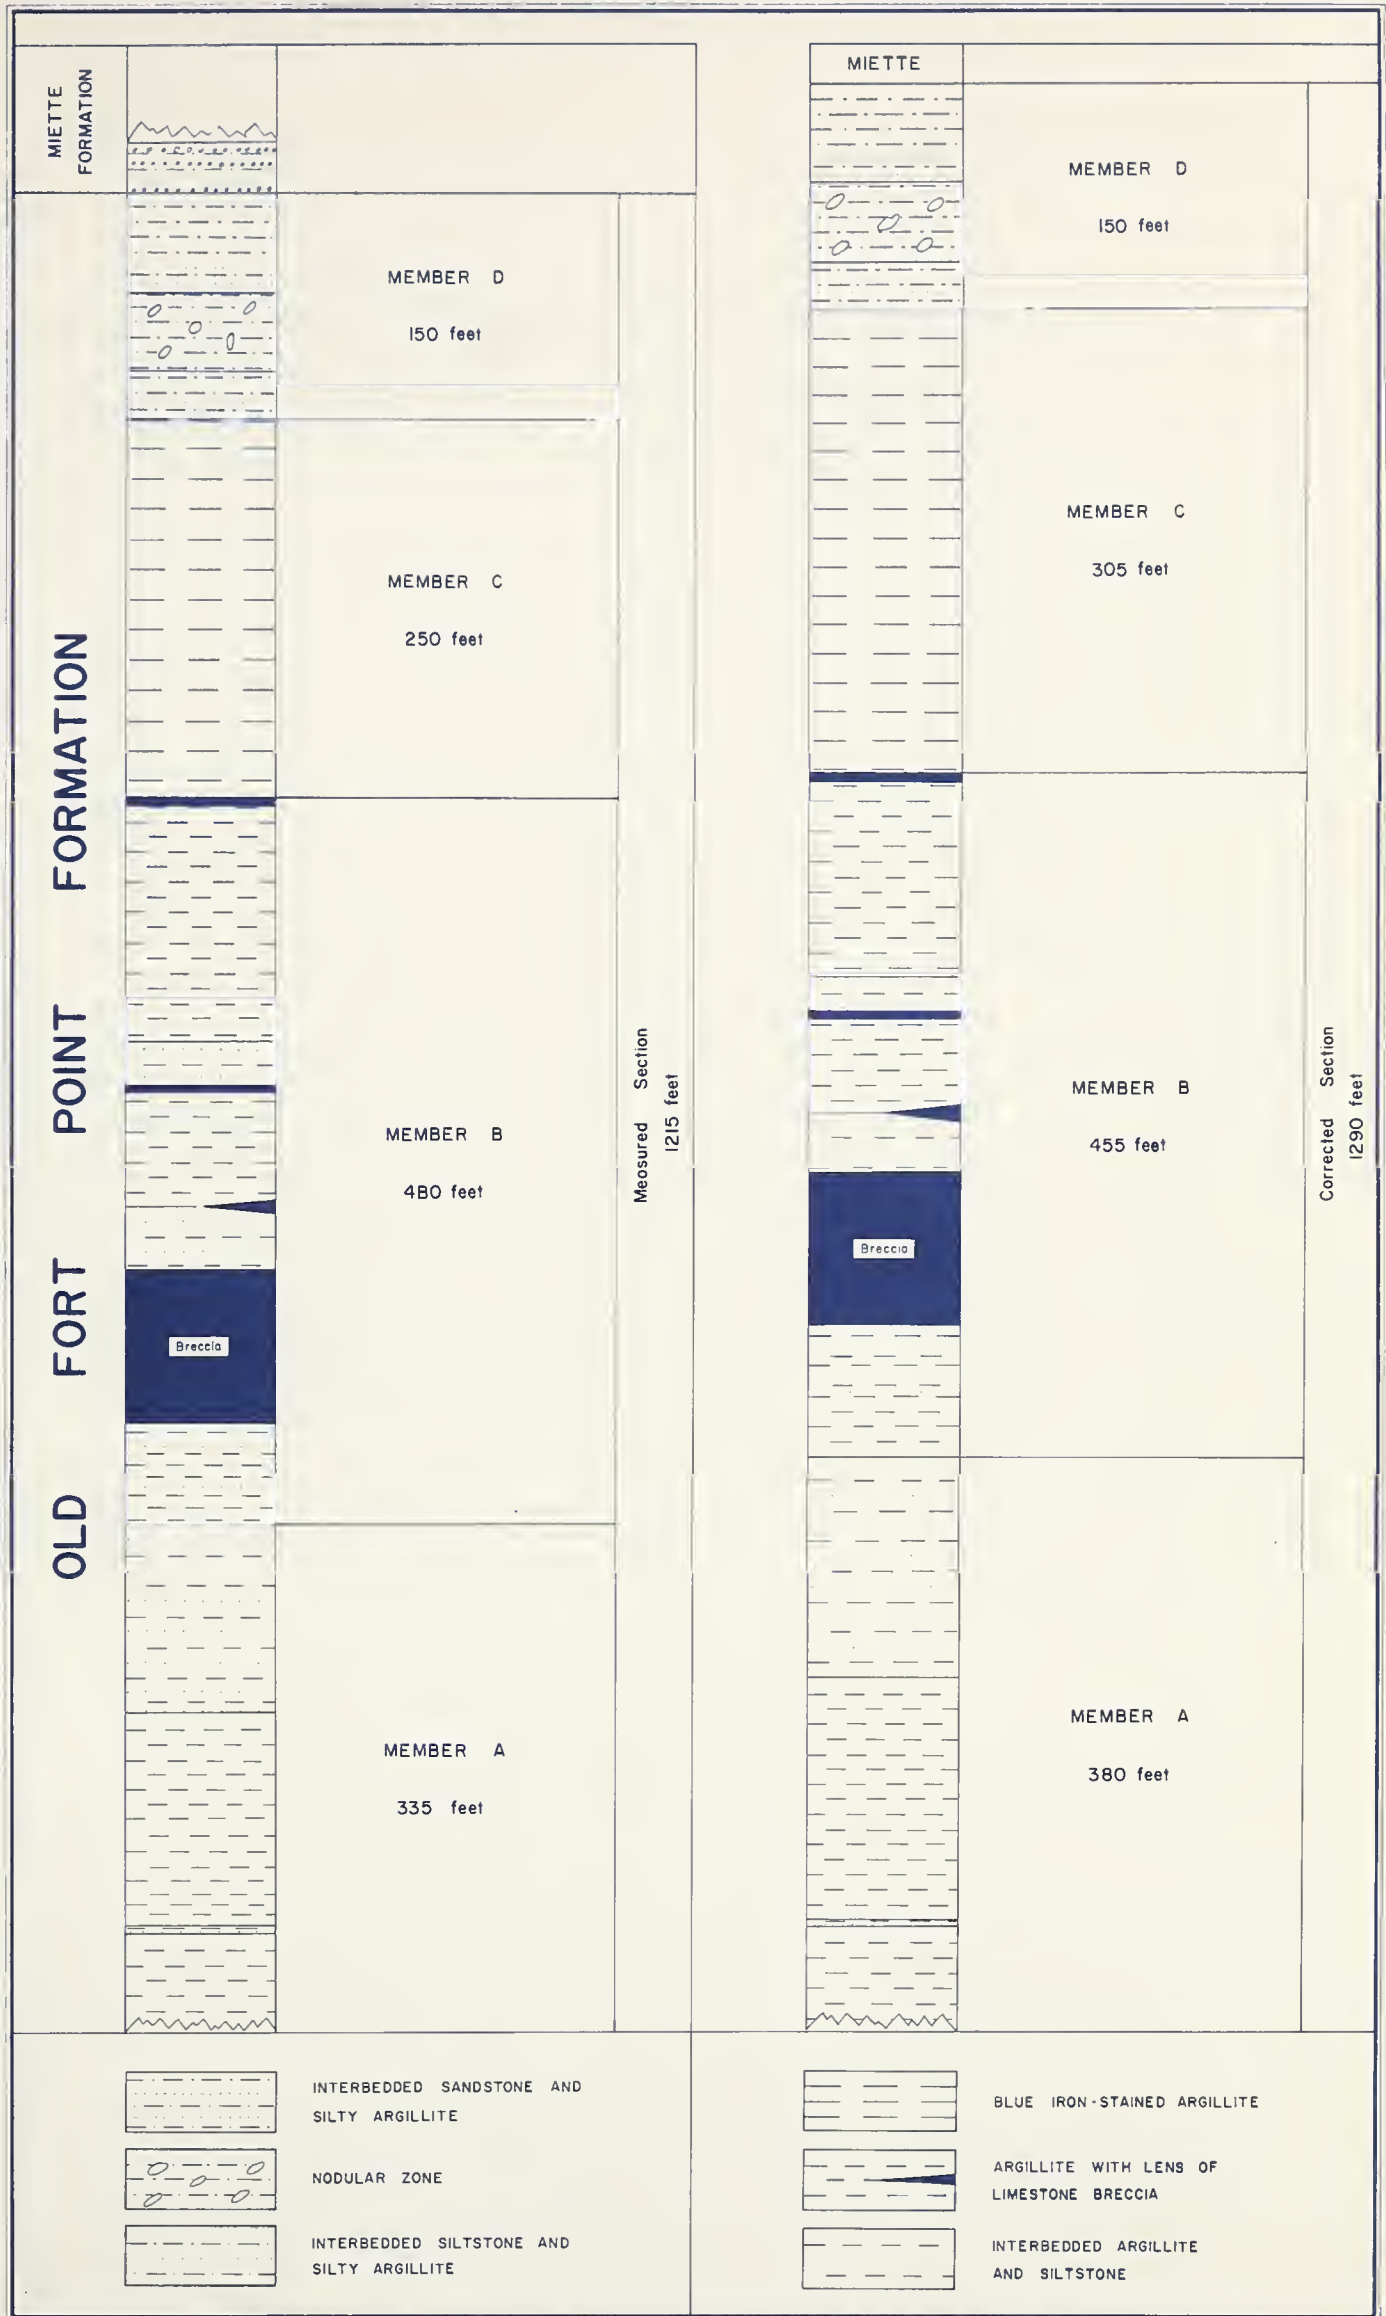 MIETTE
FORMATION
MEMBER D
150 feet
MEMBER C
250 feet
MEMBER B
480 feet
Breccia
MEMBER A
335 feet
OLD FORT POINT FORMATION
Measured Section
1215 feet
MIETTE
MEMBER D
150 feet
MEMBER C
305 feet
MEMBER B
455 feet
Breccia
MEMBER A
380 feet
Corrected Section
1290 feet
INTERBEDDED SANDSTONE AND
SILTY ARGILLITE
NODULAR ZONE
INTERBEDDED SILTSTONE AND
SILTY ARGILLITE
BLUE IRON-STAINED ARGILLITE
ARGILLITE WITH LENS OF
LIMESTONE BRECCIA
INTERBEDDED ARGILLITE
AND SILTSTONE